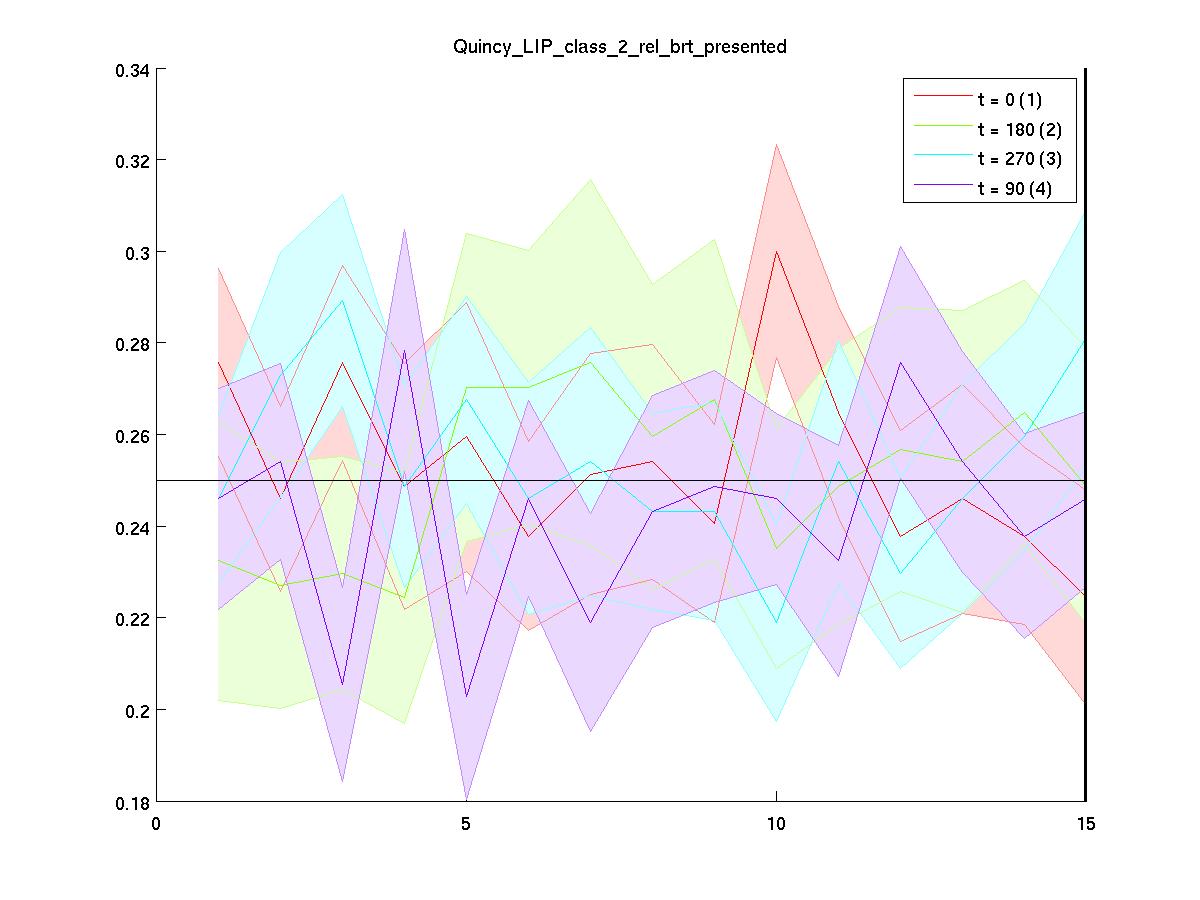 Quincy_LIP_class_2_rel_brt_presented
0.34
0.32
0.3
0.28
0.26
0.24
0.22
0.2
0.18
0
5
10
15
t = 0 (1)
t = 180 (2)
t = 270 (3)
t = 90 (4)